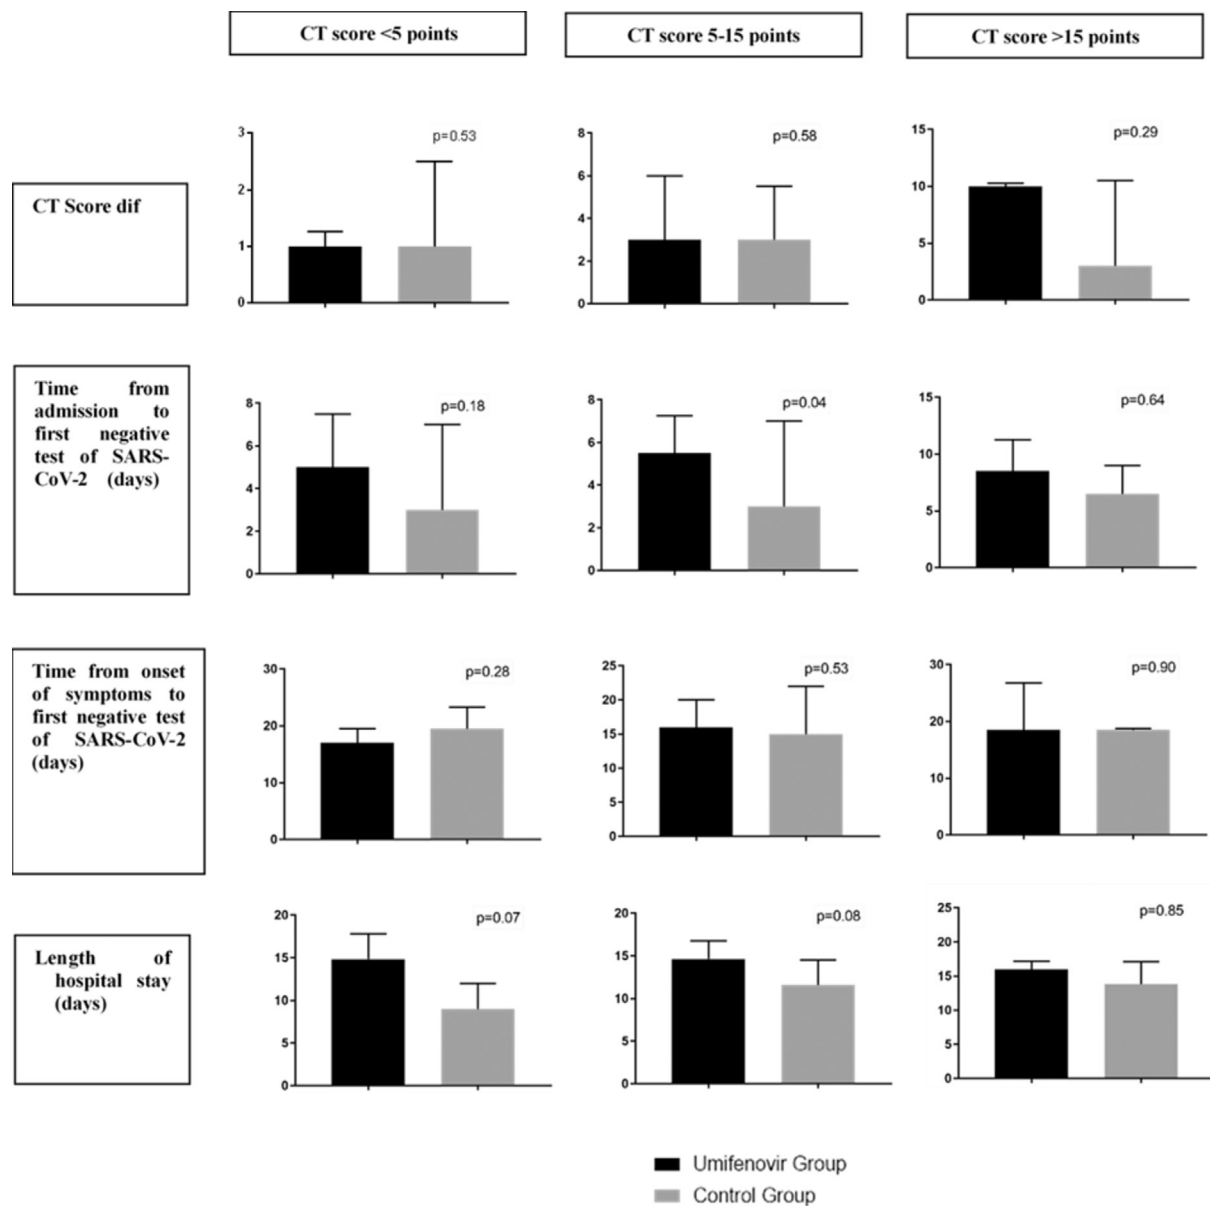 CT score <5 points
CT score 5-15 points
CT score >15 points
CT Score dif
3
2
1
0
p=0.53
8
6
4
2
0
p=0.58
15
10
5
0
p=0.29
Time from
admission to
first negative
test of SARS-
CoV-2 (days)
8
6
4
2
0
p=0.18
8
6
4
2
0
p=0.04
15
10
5
0
p=0.64
Time from onset
of symptoms to
first negative test
of SARS-CoV-2
(days)
30
20
10
0
p=0.28
25
20
15
10
5
0
p=0.53
30
20
10
0
p=0.90
Length of
hospital stay
(days)
20
15
10
5
0
p=0.07
20
15
10
5
0
p=0.08
25
20
15
10
5
0
p=0.85
Umifenovir Group
Control Group